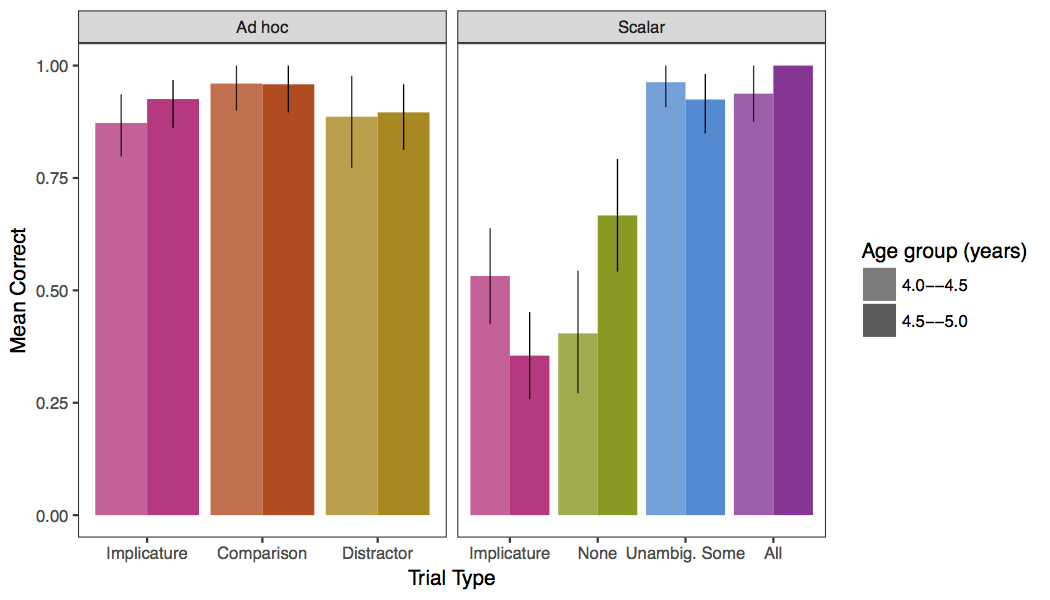 Ad hoc
Scalar
Mean Correct
1.00
0.75
0.50
0.25
0.00
Implicature Comparison Distractor
Implicature None Unambig. Some All
Trial Type
Age group (years)
4.0−−4.5
4.5−−5.0